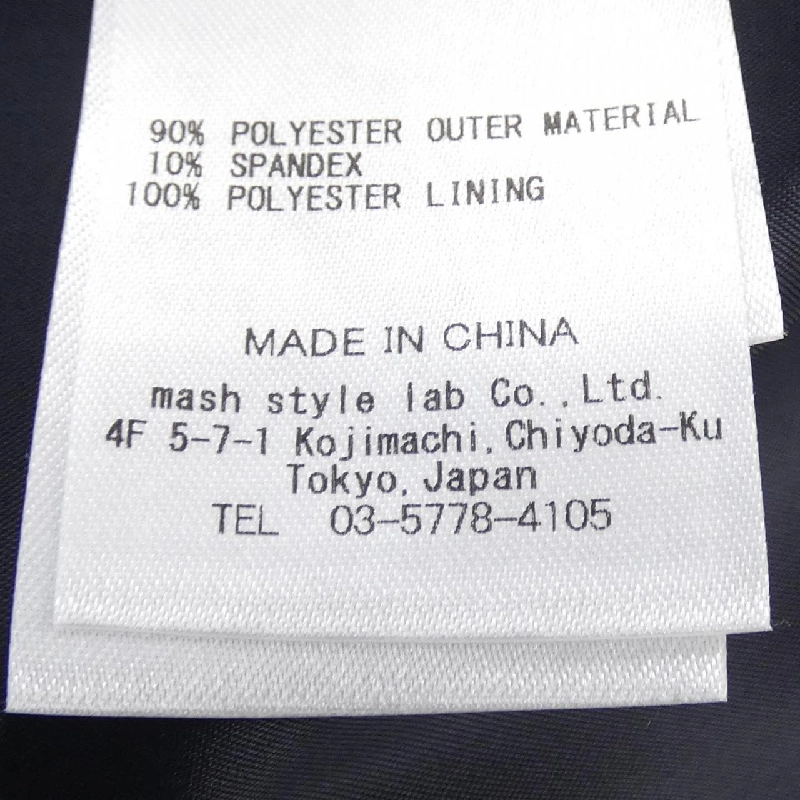 90% POLYESTER OUTER MATERIAL
10% SPANDEX
100% POLYESTER LINING
MADE IN CHINA
mash style lab Co.,Ltd.
4F 5-7-1 Kojimachi,Chiyoda-Ku
Tokyo,Japan
TEL 03-5778-4105